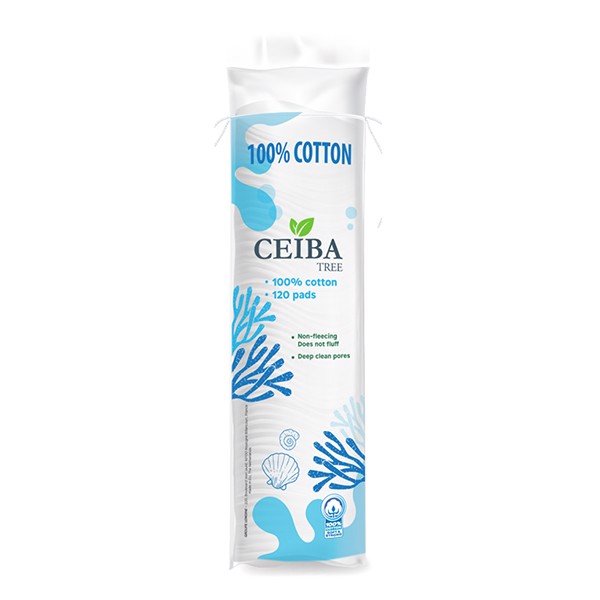 100% COTTON
CEIBA
TREE
• 100% cotton
• 120 pads
• Non-fleecing
Does not fluff
• Deep clean pores
100%